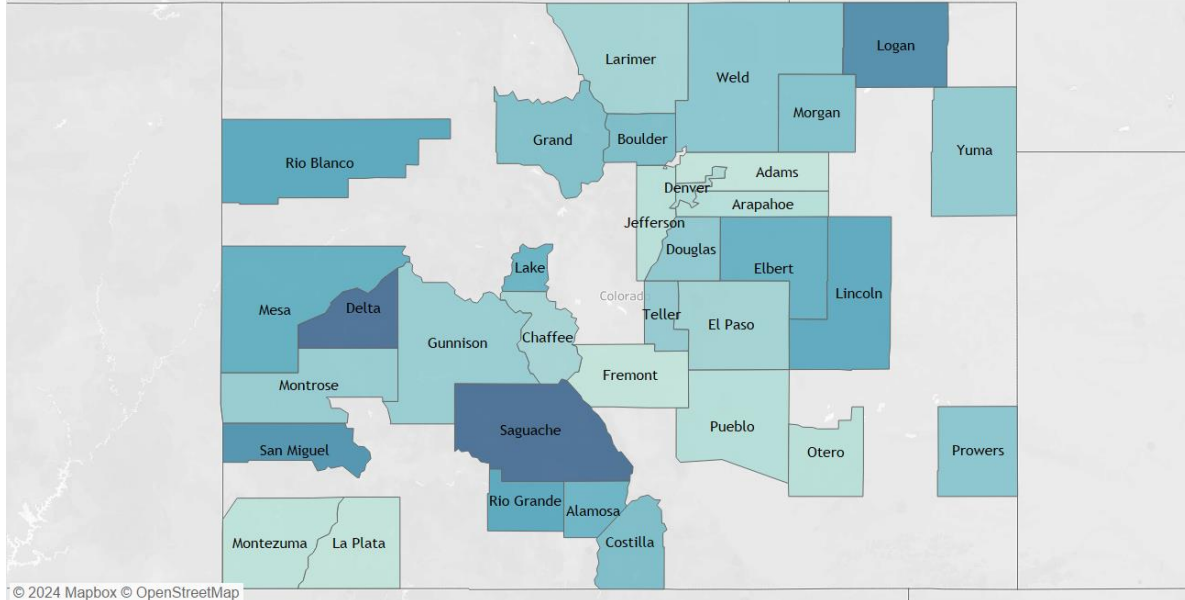 Logan
Larimer
Weld
Morgan
Grand
Boulder
Yuma
Rio Blanco
Adams
Denver
Arapahoe
Jefferson
Douglas
Lake
Elbert
Colorado
Lincoln
Mesa
Delta
Teller
El Paso
Chaffee
Gunnison
Fremont
Montrose
Pueblo
Saguache
San Miguel
Otero
Prowers
Rio Grande
Alamosa
Costilla
Montezuma
La Plata
© 2024 Mapbox © OpenStreetMap